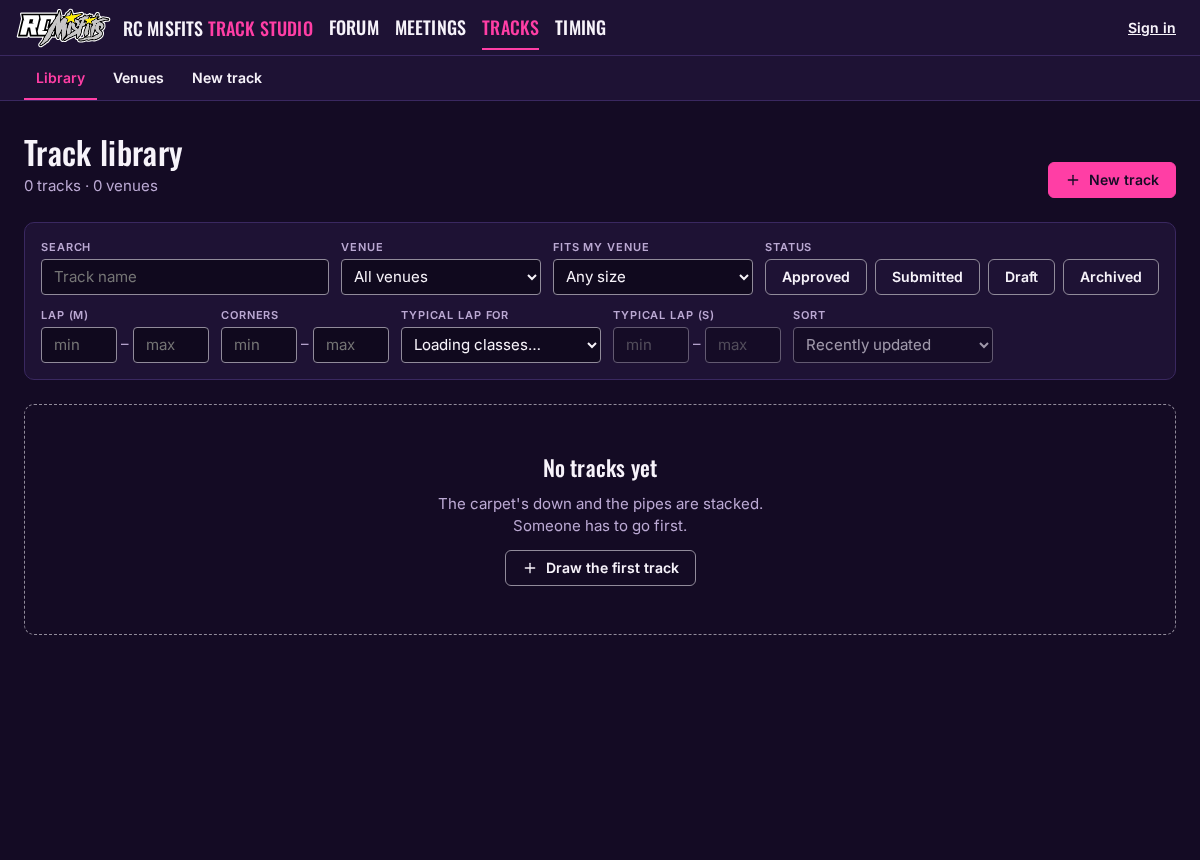 RC Misfits
RC MISFITS TRACK STUDIO FORUM MEETINGS TRACKS TIMING Sign in
Library Venues New track
Track library
0 tracks · 0 venues
+ New track
SEARCH VENUE FITS MY VENUE STATUS
Track name All venues Any size Approved Submitted Draft Archived
LAP (M) CORNERS TYPICAL LAP FOR TYPICAL LAP (S) SORT
min – max min – max Loading classes... min – max Recently updated
No tracks yet
The carpet's down and the pipes are stacked.
Someone has to go first.
+ Draw the first track